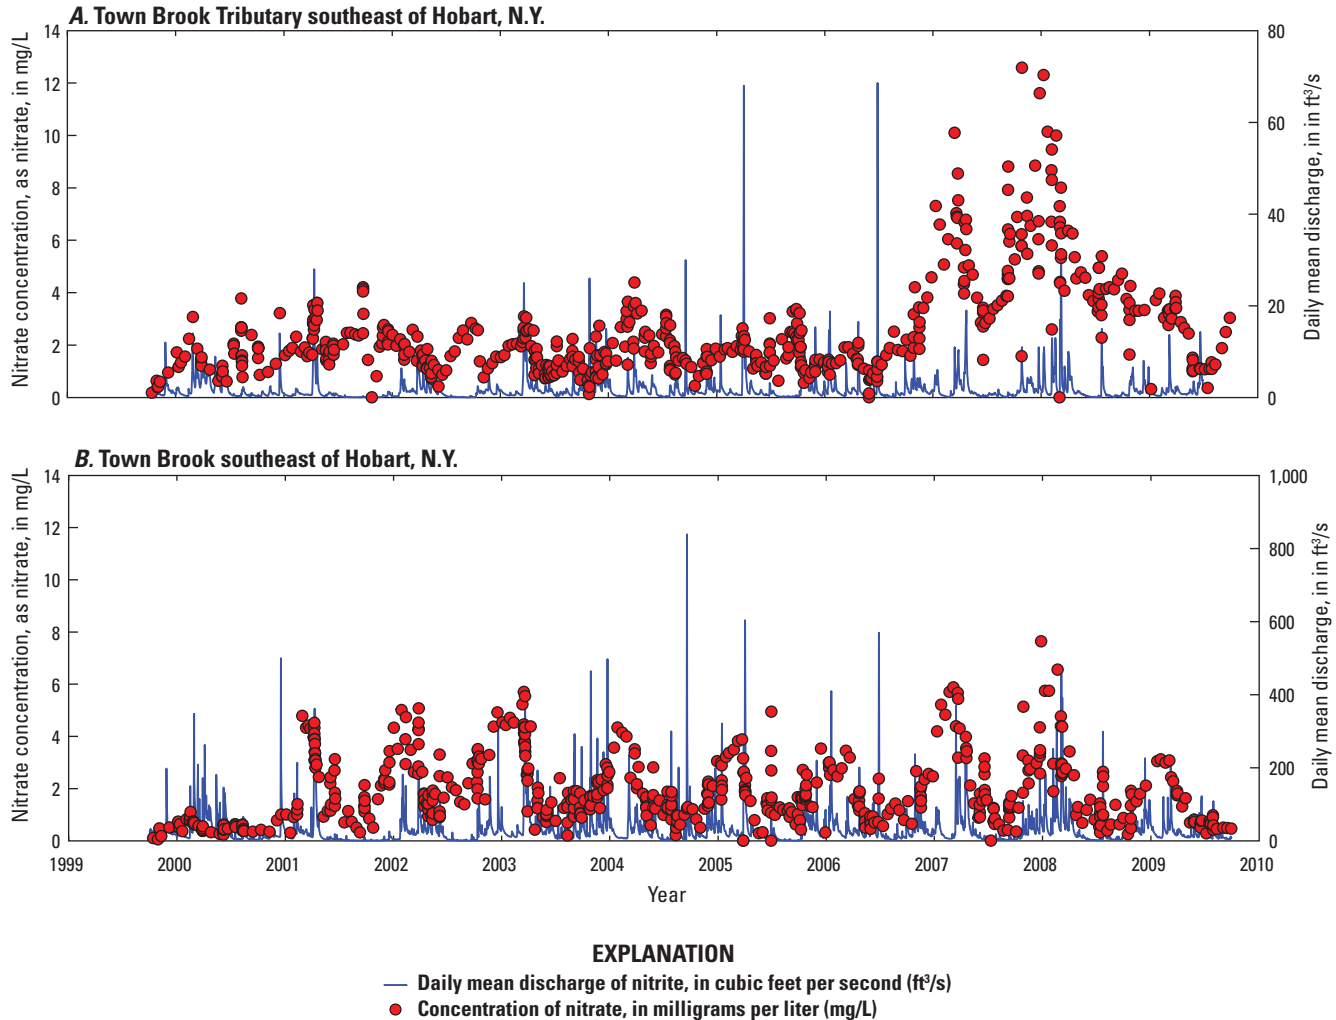 A. Town Brook Tributary southeast of Hobart, N.Y.
Nitrate concentration, as nitrate, in mg/L
14
12
10
8
6
4
2
0
80
60
40
20
0
Daily mean discharge, in in ft³/s
B. Town Brook southeast of Hobart, N.Y.
Nitrate concentration, as nitrate, in mg/L
14
12
10
8
6
4
2
0
1,000
800
600
400
200
0
Daily mean discharge, in in ft³/s
1999 2000 2001 2002 2003 2004 2005 2006 2007 2008 2009 2010
Year
EXPLANATION
Daily mean discharge of nitrite, in cubic feet per second (ft³/s)
Concentration of nitrate, in milligrams per liter (mg/L)